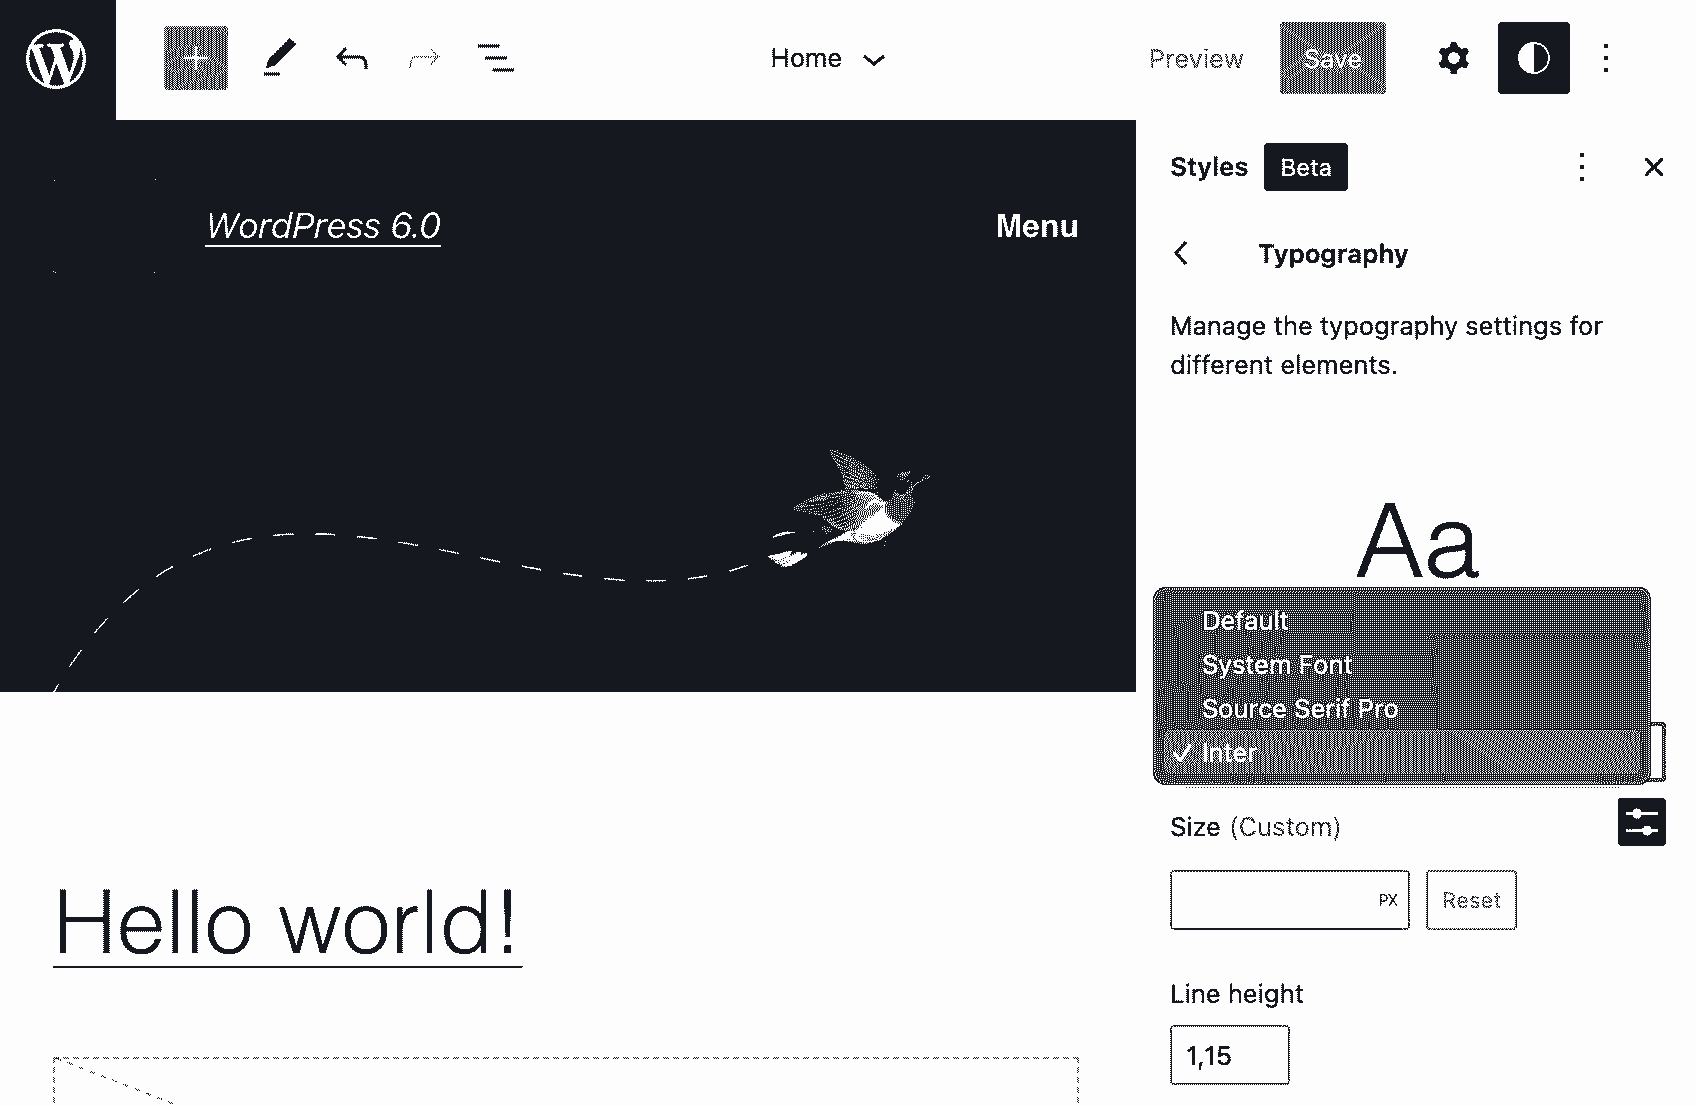 Home
Preview
Save
Styles
Beta
WordPress 6.0
Menu
Typography
Manage the typography settings for
different elements.
Aa
Default
System Font
Source Serif Pro
Inter
Size (Custom)
PX
Reset
Hello world!
Line height
1,15